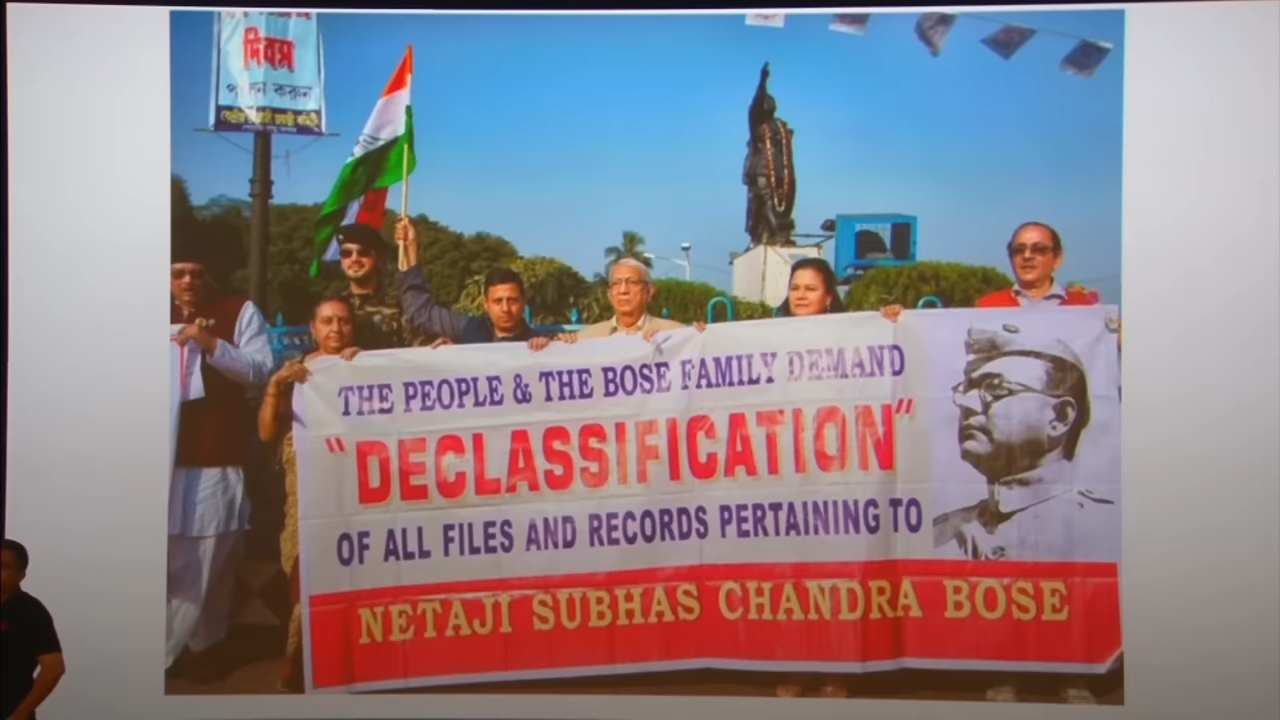 দিবস
করুন
THE PEOPLE & THE BOSE FAMILY DEMAND
"DECLASSIFICATION"
OF ALL FILES AND RECORDS PERTAINING TO
NETAJI SUBHAS CHANDRA BOSE